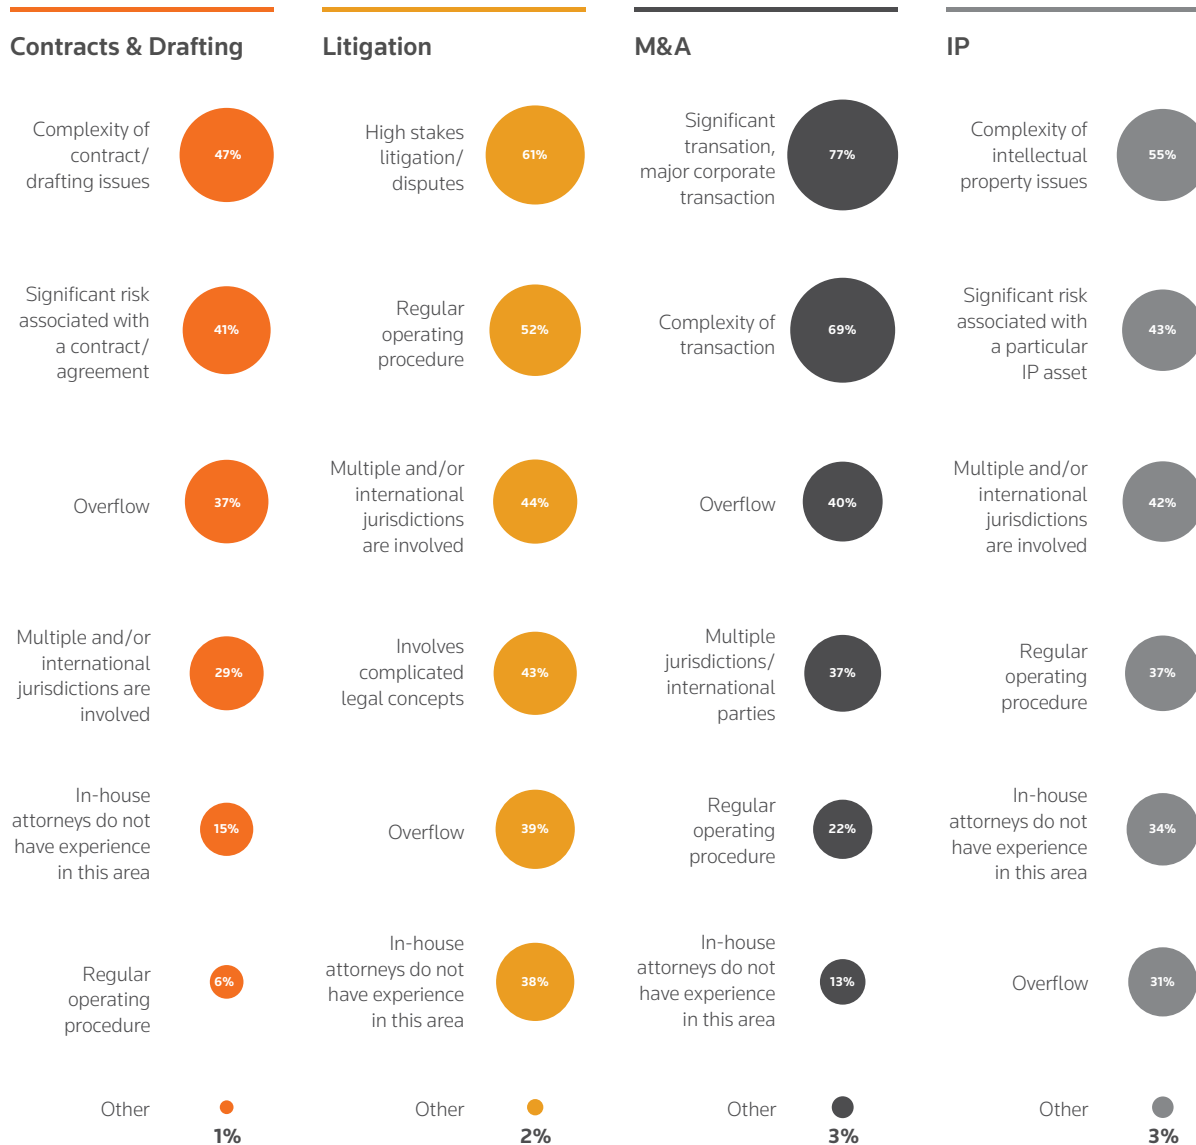 Contracts & Drafting
Complexity of
contract/
drafting issues
47%
Significant risk
associated with
a contract/
agreement
41%
Overflow
37%
Multiple and/or
international
jurisdictions are
involved
29%
In-house
attorneys do not
have experience
in this area
15%
Regular
operating
procedure
6%
Other
1%
Litigation
High stakes
litigation/
disputes
61%
Regular
operating
procedure
52%
Multiple and/or
international
jurisdictions
are involved
44%
Involves
complicated
legal concepts
43%
Overflow
39%
In-house
attorneys do not
have experience
in this area
38%
Other
2%
M&A
Significant
transation,
major corporate
transaction
77%
Complexity of
transaction
69%
Overflow
40%
Multiple
jurisdictions/
international
parties
37%
Regular
operating
procedure
22%
In-house
attorneys do not
have experience
in this area
13%
Other
3%
IP
Complexity of
intellectual
property issues
55%
Significant risk
associated with
a particular
IP asset
43%
Multiple and/or
international
jurisdictions
are involved
42%
Regular
operating
procedure
37%
In-house
attorneys do not
have experience
in this area
34%
Overflow
31%
Other
3%